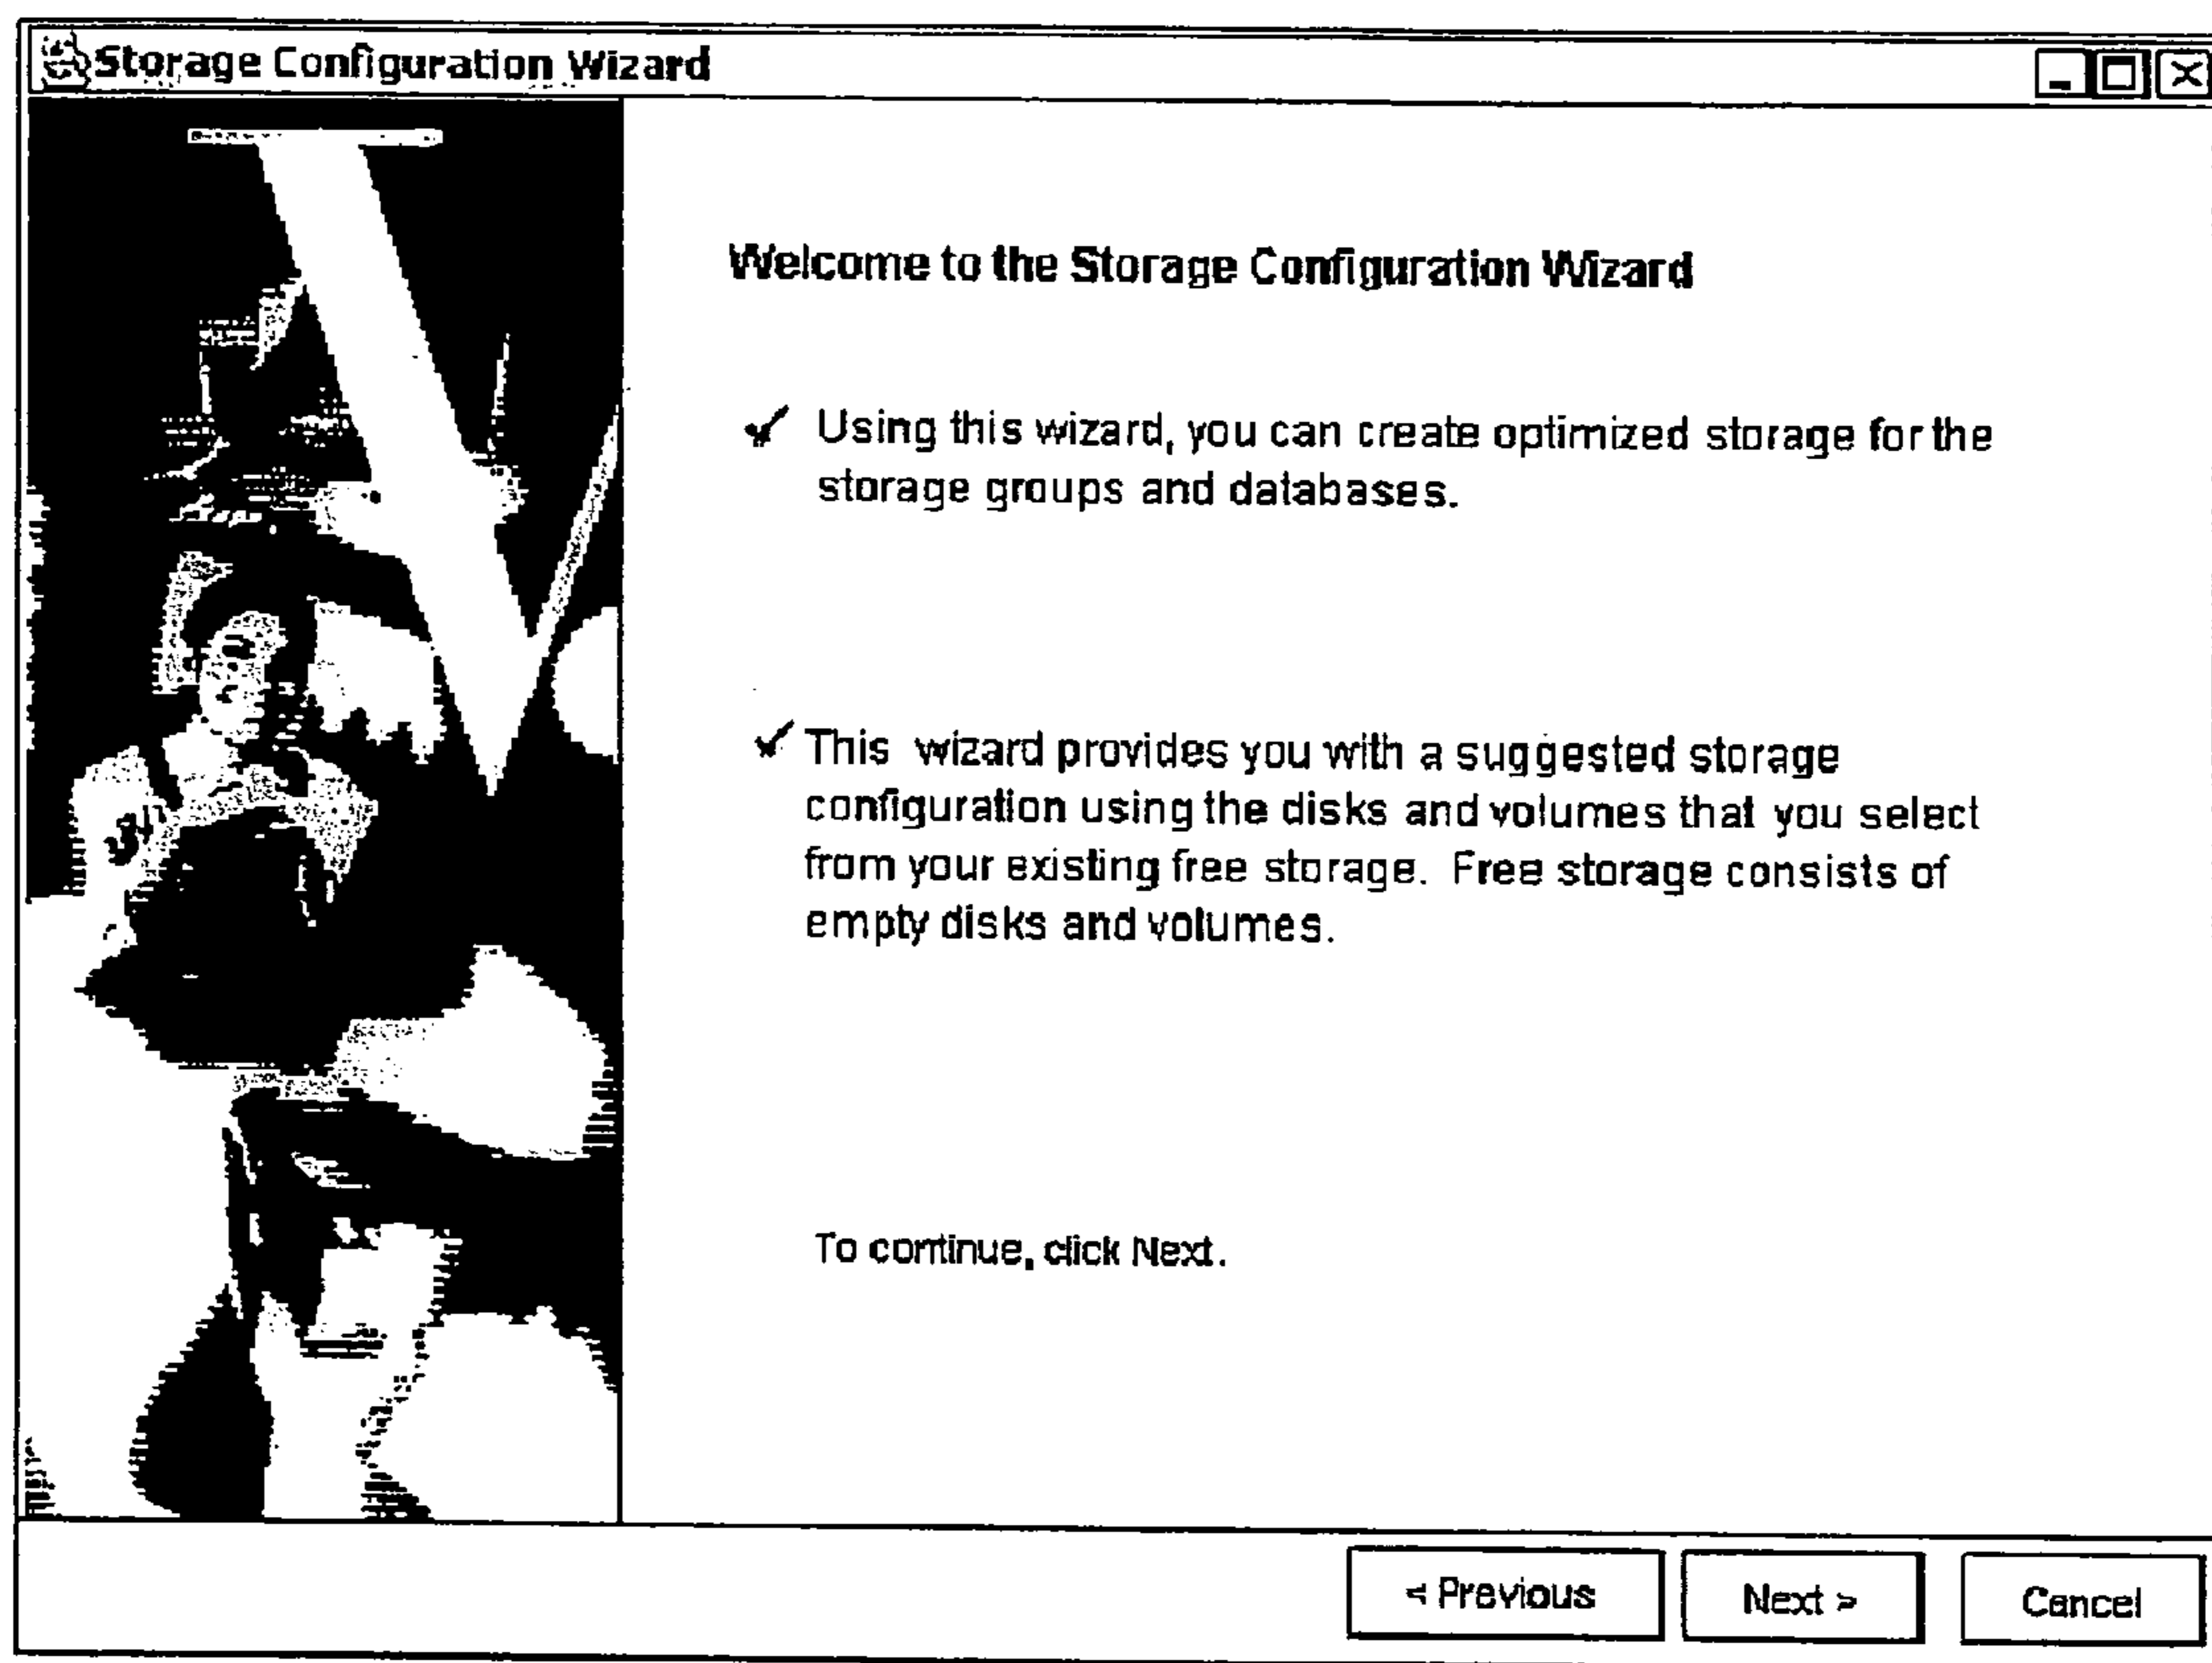 Storage Configuration Wizard
Welcome to the Storage Configuration Wizard
Using this wizard, you can create optimized storage for the
storage groups and databases.
This wizard provides you with a suggested storage
configuration using the disks and volumes that you select
from your existing free storage. Free storage consists of
empty disks and volumes.
To continue, click Next.
< Previous
Next >
Cancel